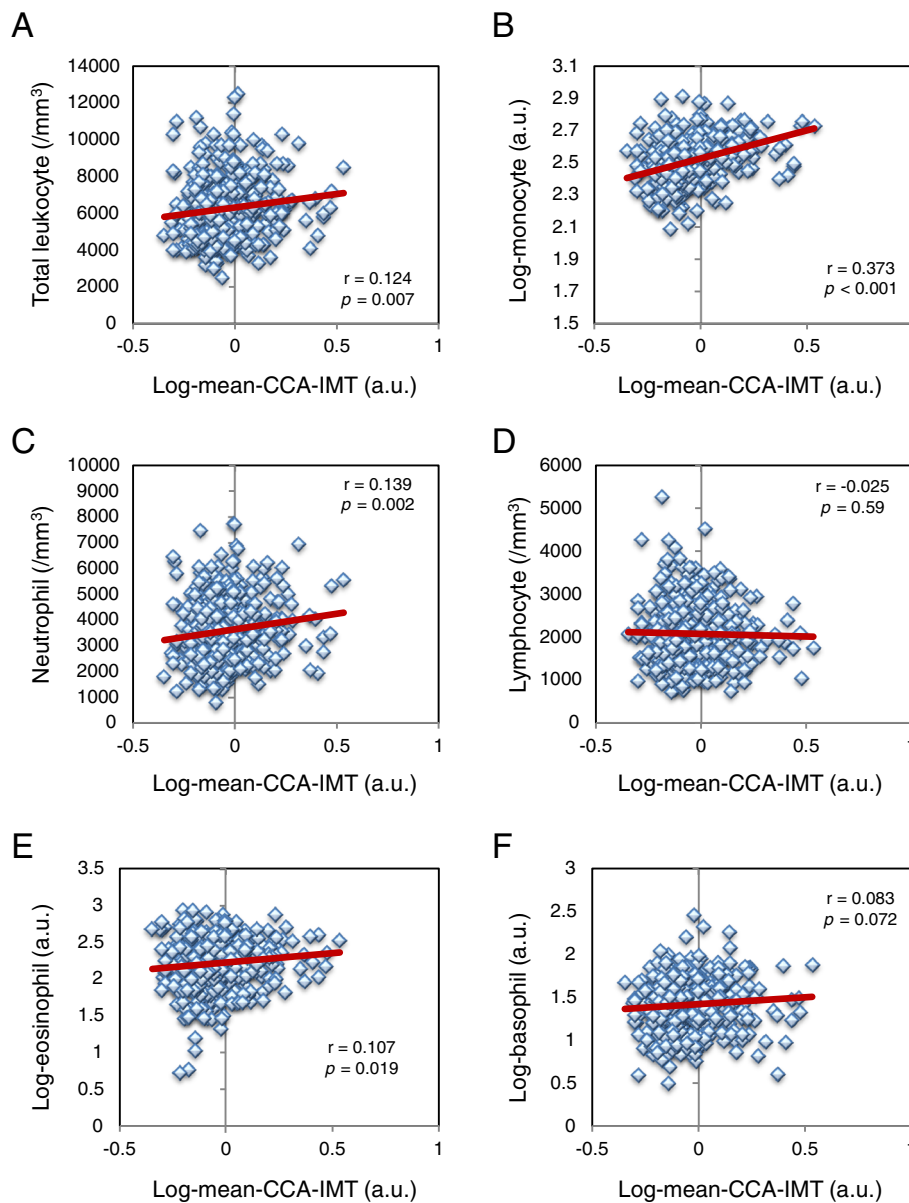 A
Total leukocyte (/mm³)
14000
12000
10000
8000
6000
4000
2000
0
-0.5
0
0.5
1
r = 0.124
p = 0.007
Log-mean-CCA-IMT (a.u.)
B
Log-monocyte (a.u.)
3.1
2.9
2.7
2.5
2.3
2.1
1.9
1.7
1.5
-0.5
0
0.5
1
r = 0.373
p < 0.001
Log-mean-CCA-IMT (a.u.)
C
Neutrophil (/mm³)
10000
9000
8000
7000
6000
5000
4000
3000
2000
1000
0
-0.5
0
0.5
1
r = 0.139
p = 0.002
Log-mean-CCA-IMT (a.u.)
D
Lymphocyte (/mm³)
6000
5000
4000
3000
2000
1000
0
-0.5
0
0.5
1
r = -0.025
p = 0.59
Log-mean-CCA-IMT (a.u.)
E
Log-eosinophil (a.u.)
3.5
3
2.5
2
1.5
1
0.5
0
-0.5
0
0.5
1
r = 0.107
p = 0.019
Log-mean-CCA-IMT (a.u.)
F
Log-basophil (a.u.)
3
2.5
2
1.5
1
0.5
0
-0.5
0
0.5
1
r = 0.083
p = 0.072
Log-mean-CCA-IMT (a.u.)